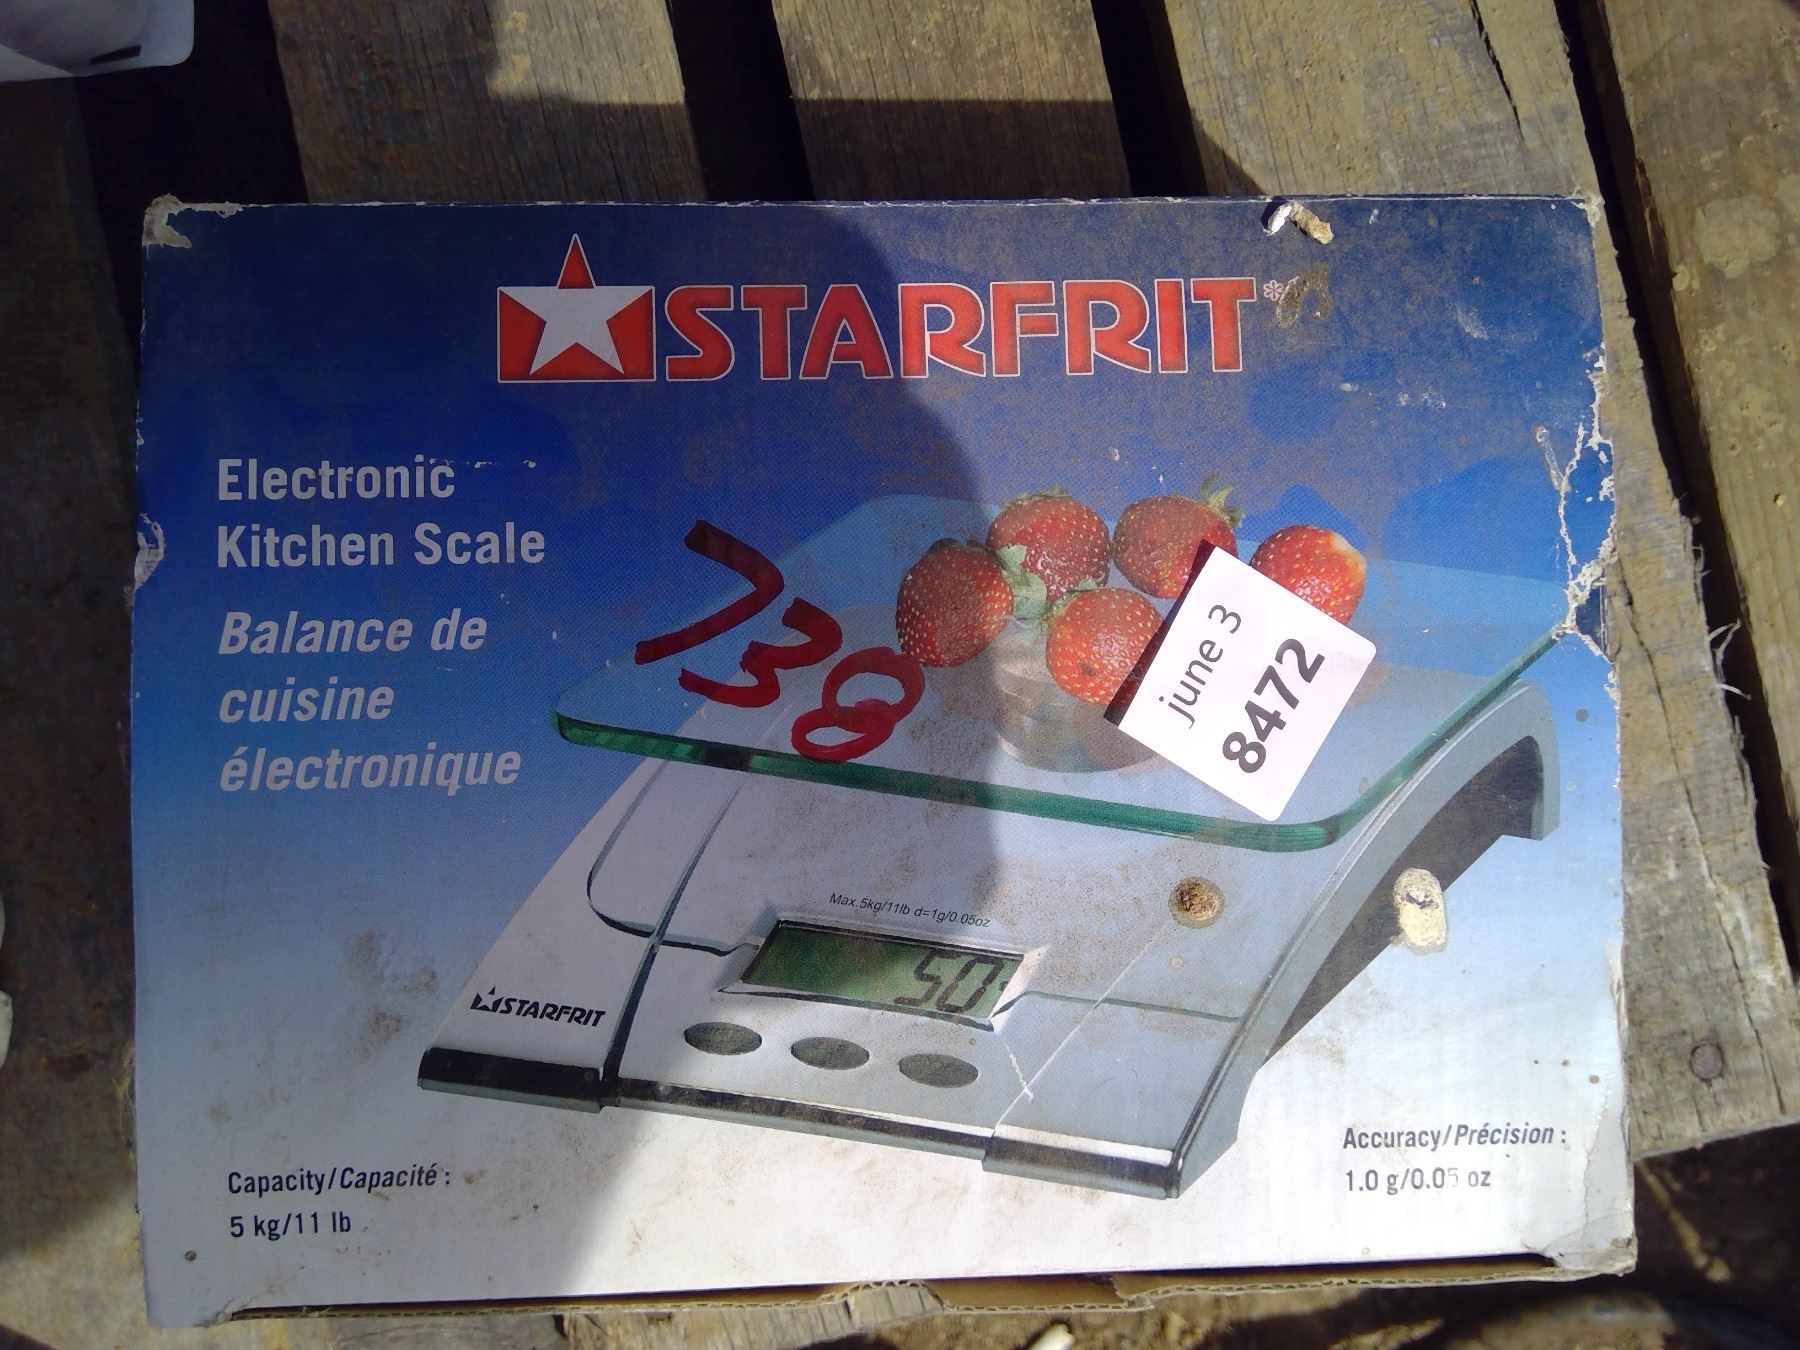 STARFRIT
Electronic
Kitchen Scale
Balance de
cuisine
électronique
738
june 3
8472
Max.5kg/11lb d=1g/0.05oz
50
STARFRIT
Capacity/Capacité :
5 kg/11 lb
Accuracy/Précision :
1.0 g/0.05 oz